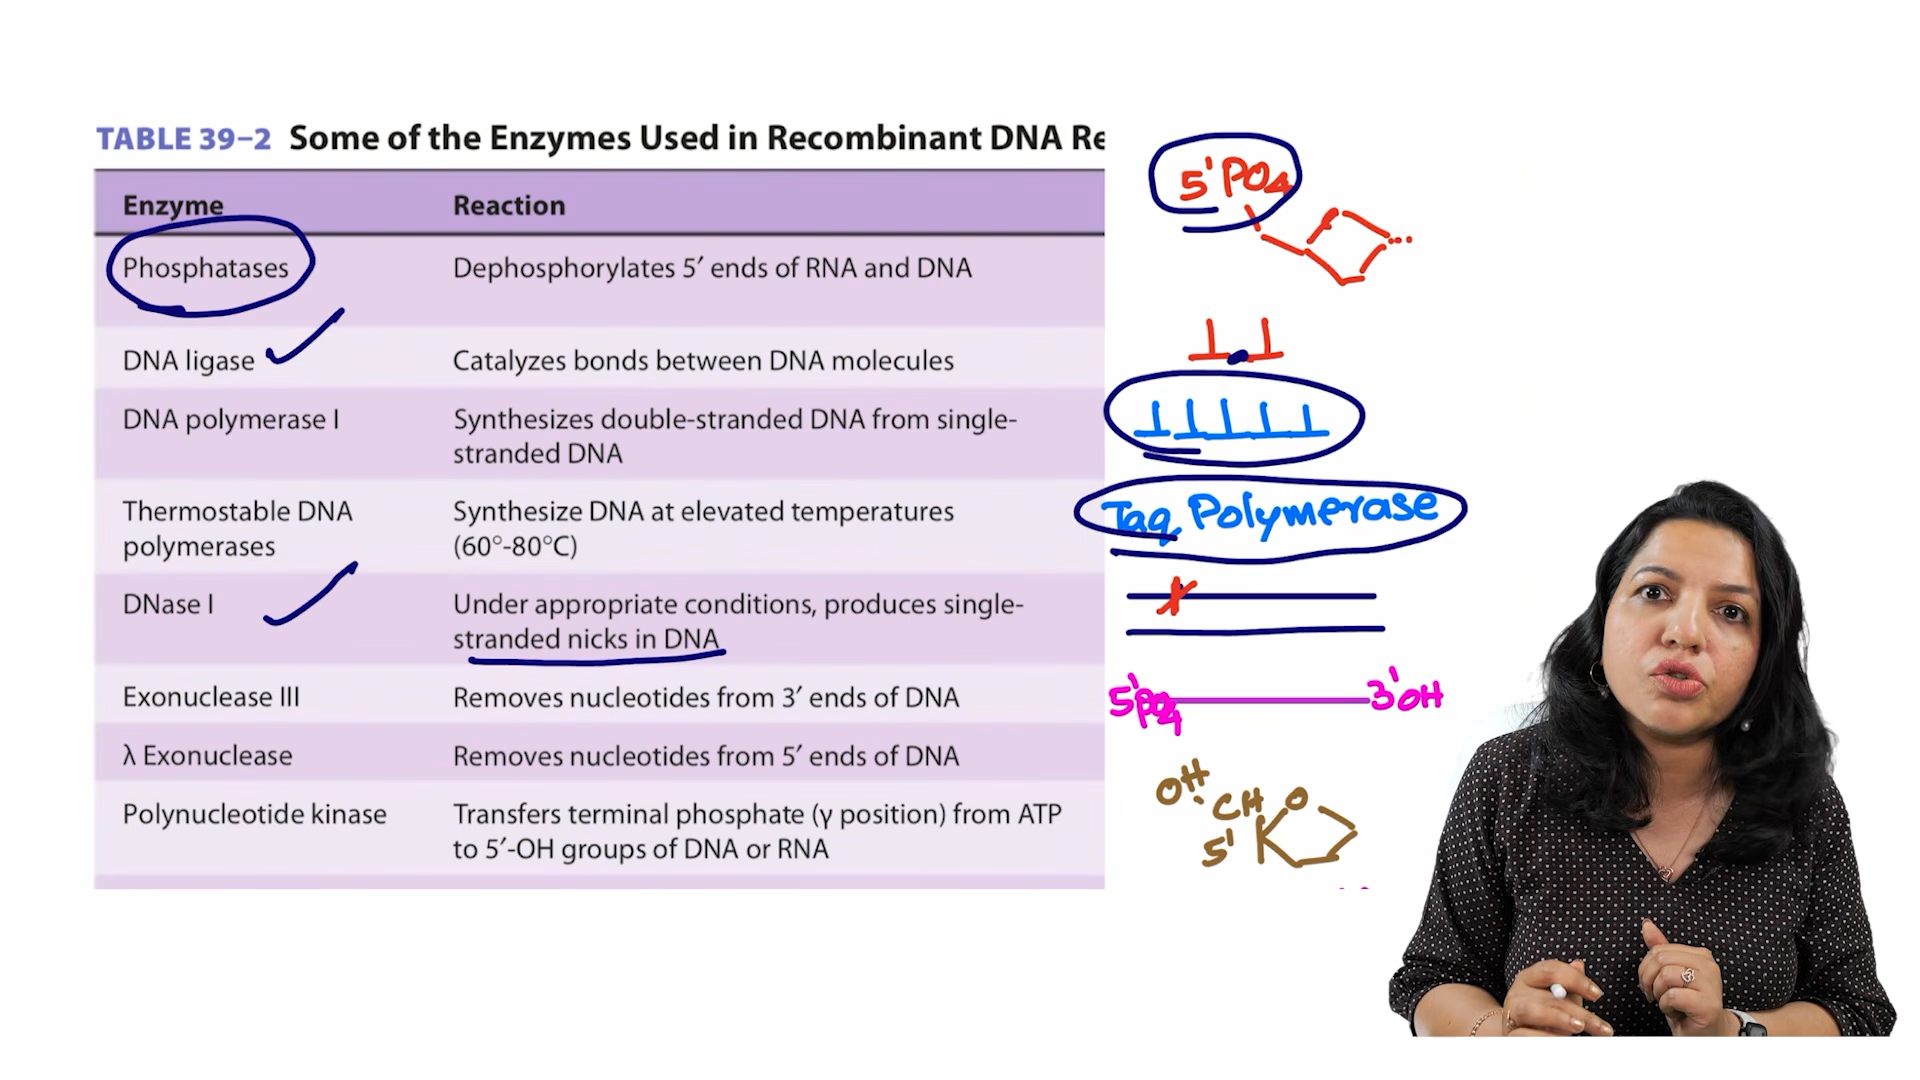 TABLE 39–2 Some of the Enzymes Used in Recombinant DNA Re
Enzyme Reaction
Phosphatases Dephosphorylates 5′ ends of RNA and DNA
DNA ligase Catalyzes bonds between DNA molecules
DNA polymerase I Synthesizes double-stranded DNA from single-
stranded DNA
Thermostable DNA Synthesize DNA at elevated temperatures
polymerases (60°-80°C)
DNase I Under appropriate conditions, produces single-
stranded nicks in DNA
Exonuclease III Removes nucleotides from 3′ ends of DNA
λ Exonuclease Removes nucleotides from 5′ ends of DNA
Polynucleotide kinase Transfers terminal phosphate (γ position) from ATP
to 5′-OH groups of DNA or RNA
5' PO4
Taq Polymerase
5' PO4 3' OH
OH
CH O
5'